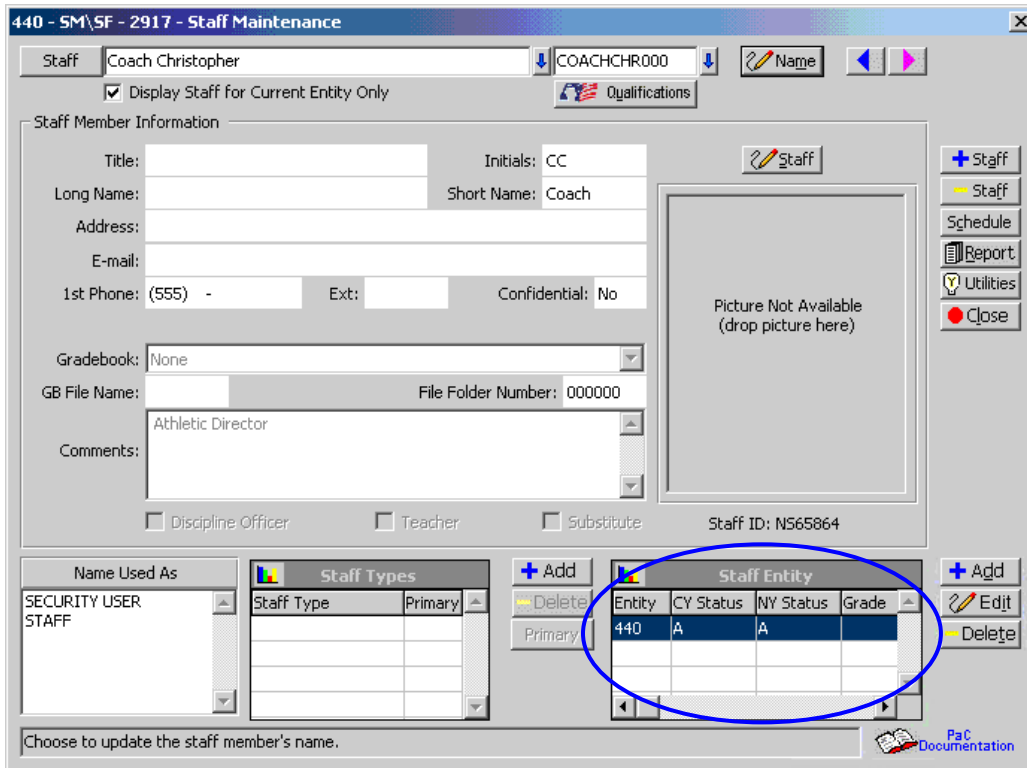 440 - SM\SF - 2917 - Staff Maintenance
Staff Coach Christopher COACHCHR000 Name
Display Staff for Current Entity Only Qualifications
Staff Member Information
Title: Initials: CC Staff
Long Name: Short Name: Coach
Address:
E-mail:
1st Phone: (555) - Ext: Confidential: No
Picture Not Available
(drop picture here)
Gradebook: None
GB File Name: File Folder Number: 000000
Comments: Athletic Director
Discipline Officer Teacher Substitute Staff ID: NS65864
Staff
Staff
Schedule
Report
Utilities
Close
Name Used As
SECURITY USER
STAFF
Staff Types
Staff Type Primary
Add
Delete
Primary
Staff Entity
Entity CY Status NY Status Grade
440 A A
Add
Edit
Delete
Choose to update the staff member's name.
PaC
Documentation